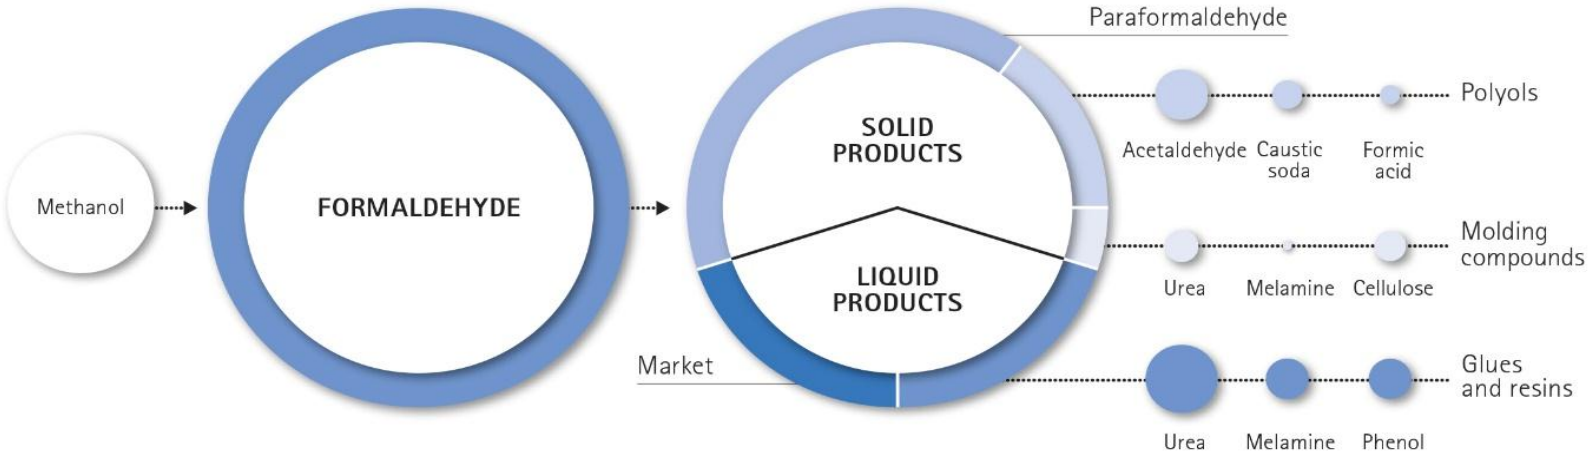 Methanol
FORMALDEHYDE
SOLID
PRODUCTS
LIQUID
PRODUCTS
Market
Paraformaldehyde
Polyols
Acetaldehyde
Caustic
soda
Formic
acid
Molding
compounds
Urea
Melamine
Cellulose
Glues
and resins
Urea
Melamine
Phenol